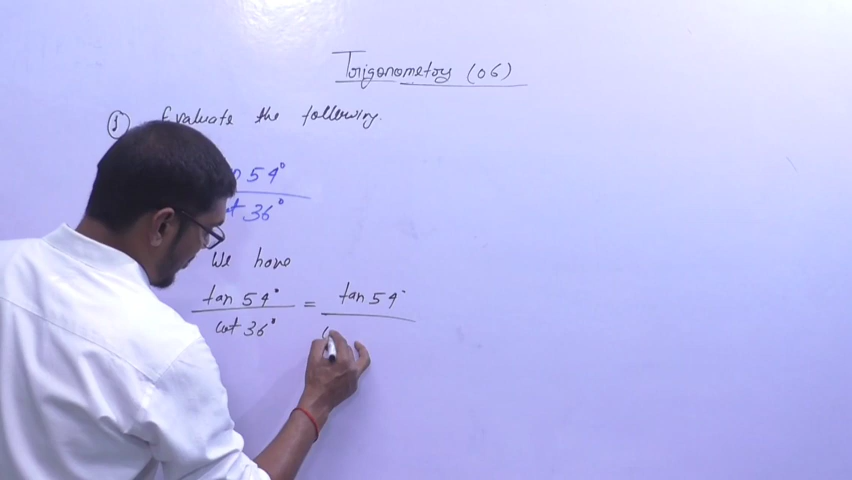 Trigonometry (06)
1 Evaluate the following.
54°
36°
We have
tan 54° = tan 54°
cot 36°